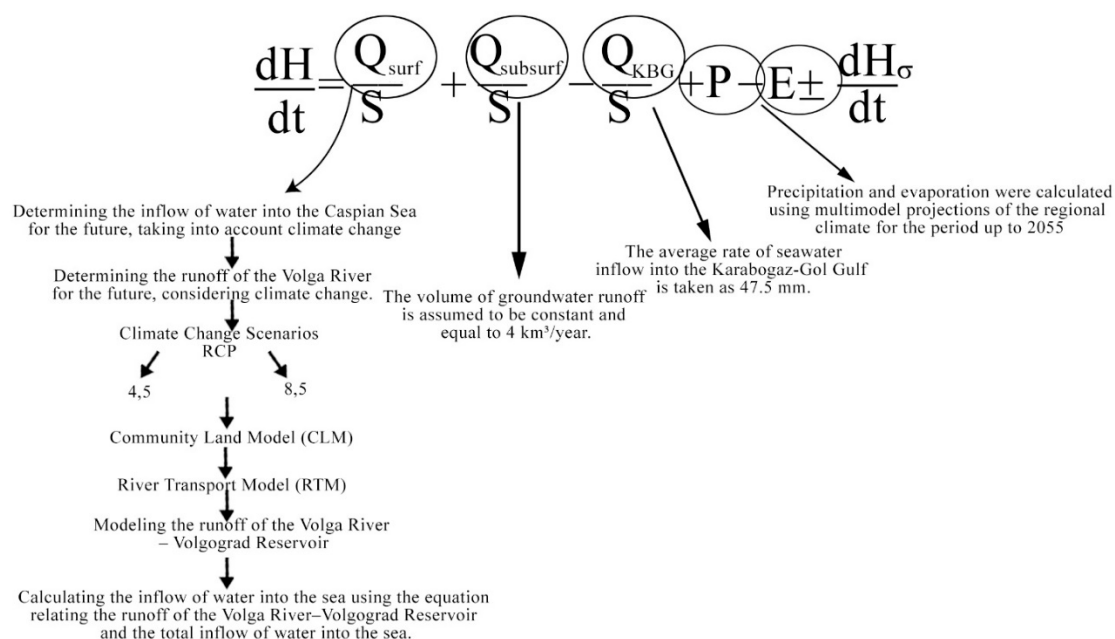 dH/dt = Q_surf/S + Q_subsurf/S − Q_KBG/S + P − E ± dH_σ/dt
Determining the inflow of water into the Caspian Sea
for the future, taking into account climate change
Determining the runoff of the Volga River
for the future, considering climate change.
Climate Change Scenarios
RCP
4,5
8,5
Community Land Model (CLM)
River Transport Model (RTM)
Modeling the runoff of the Volga River
– Volgograd Reservoir
Calculating the inflow of water into the sea using the equation
relating the runoff of the Volga River–Volgograd Reservoir
and the total inflow of water into the sea.
The volume of groundwater runoff
is assumed to be constant and
equal to 4 km³/year.
The average rate of seawater
inflow into the Karabogaz-Gol Gulf
is taken as 47.5 mm.
Precipitation and evaporation were calculated
using multimodel projections of the regional
climate for the period up to 2055